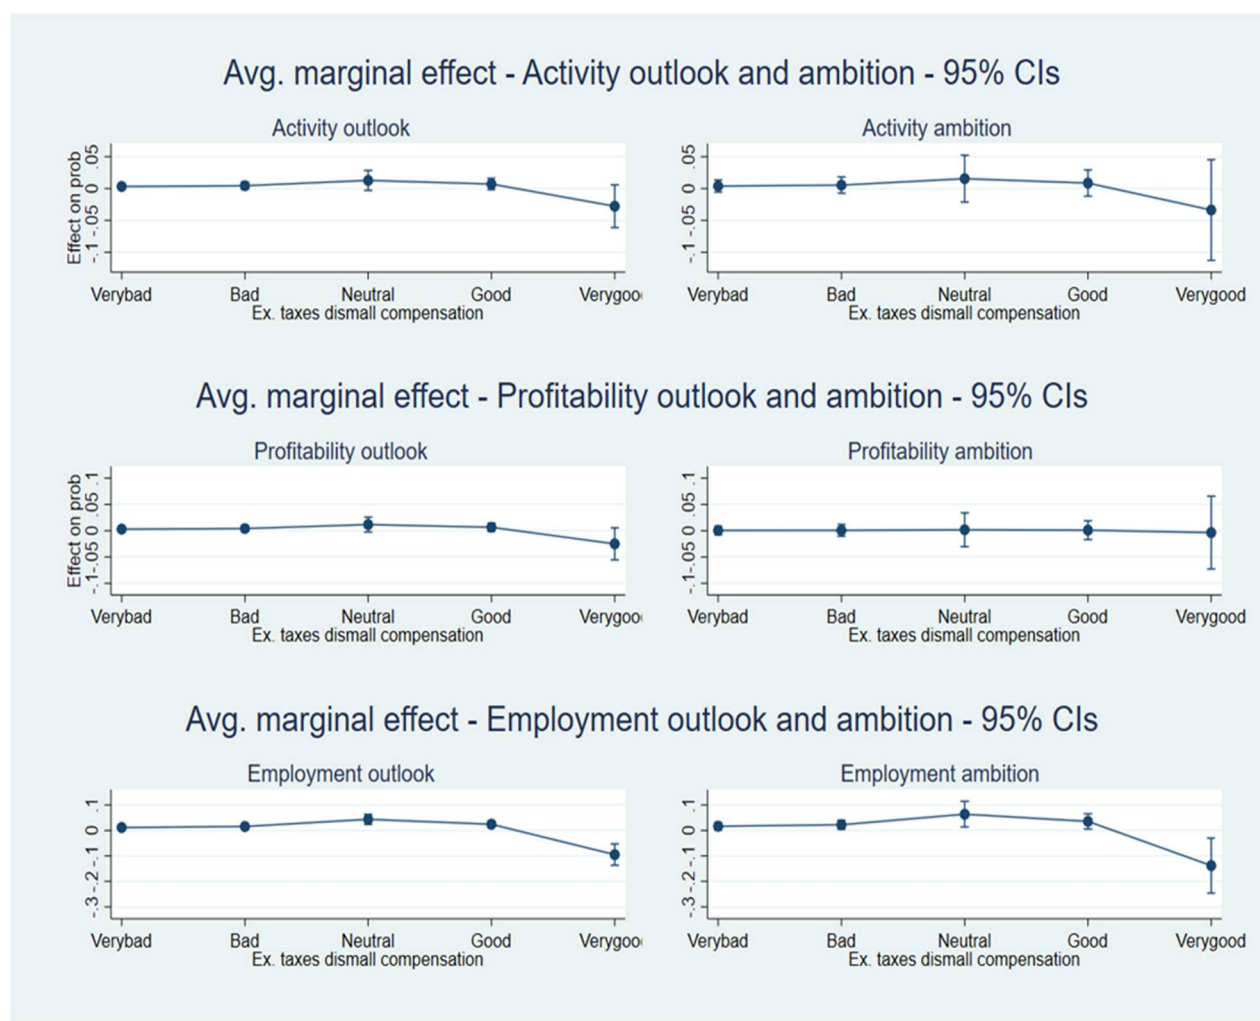 Avg. marginal effect - Activity outlook and ambition - 95% CIs
Activity outlook
Effect on prob
-.1 -.05 0 .05
Verybad Bad Neutral Good Verygoo
Ex. taxes dismall compensation
Activity ambition
-.1 -.05 0 .05
Verybad Bad Neutral Good Verygood
Ex. taxes dismall compensation
Avg. marginal effect - Profitability outlook and ambition - 95% CIs
Profitability outlook
Effect on prob
-.1 -.05 0 .05 .1
Verybad Bad Neutral Good Verygoo
Ex. taxes dismall compensation
Profitability ambition
-.1 -.05 0 .05 .1
Verybad Bad Neutral Good Verygood
Ex. taxes dismall compensation
Avg. marginal effect - Employment outlook and ambition - 95% CIs
Employment outlook
-.3 -.2 -.1 0 .1
Verybad Bad Neutral Good Verygoo
Ex. taxes dismall compensation
Employment ambition
-.3 -.2 -.1 0 .1
Verybad Bad Neutral Good Verygood
Ex. taxes dismall compensation